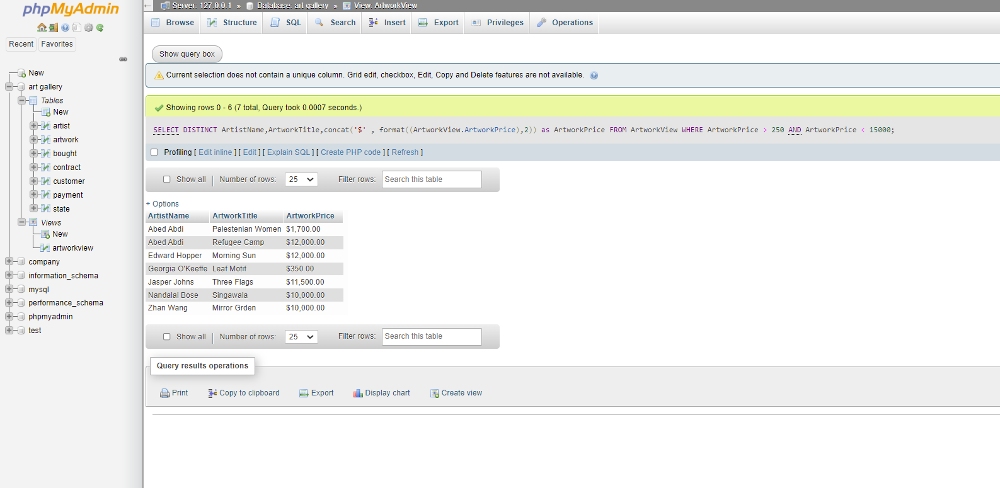 phpMyAdmin
Recent Favorites
New
art gallery
Tables
New
artist
artwork
bought
contract
customer
payment
state
Views
New
artworkview
company
information_schema
mysql
performance_schema
phpmyadmin
test
Server: 127.0.0.1 » Database: art gallery » View: ArtworkView
Browse Structure SQL Search Insert Export Privileges Operations
Show query box
Current selection does not contain a unique column. Grid edit, checkbox, Edit, Copy and Delete features are not available.
Showing rows 0 - 6 (7 total, Query took 0.0007 seconds.)
SELECT DISTINCT ArtistName,ArtworkTitle,concat('$' , format((ArtworkView.ArtworkPrice),2)) as ArtworkPrice FROM ArtworkView WHERE ArtworkPrice > 250 AND ArtworkPrice < 15000;
Profiling [ Edit inline ] [ Edit ] [ Explain SQL ] [ Create PHP code ] [ Refresh ]
Show all | Number of rows: 25 Filter rows: Search this table
+ Options
ArtistName ArtworkTitle ArtworkPrice
Abed Abdi Palestenian Women $1,700.00
Abed Abdi Refugee Camp $12,000.00
Edward Hopper Morning Sun $12,000.00
Georgia O'Keeffe Leaf Motif $350.00
Jasper Johns Three Flags $11,500.00
Nandalal Bose Singawala $10,000.00
Zhan Wang Mirror Grden $10,000.00
Show all | Number of rows: 25 Filter rows: Search this table
Query results operations
Print Copy to clipboard Export Display chart Create view